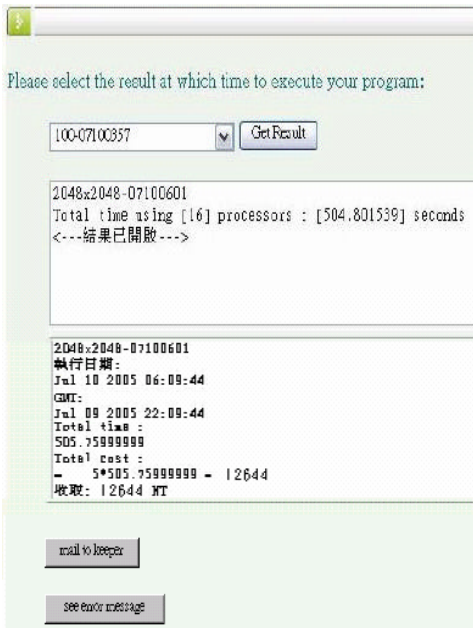 Please select the result at which time to execute your program:
100-07100357
Get Result
2048x2048-07100601
Total time using [16] processors : [504.801539] seconds
<---結果已開啟--->
2048x2048-07100601
執行日期:
Jul 10 2005 06:09:44
GMT:
Jul 09 2005 22:09:44
Total time :
505.75999999
Total cost :
= 5*505.75999999 = 12644
收取: 12644 NT
mail to keeper
see error message